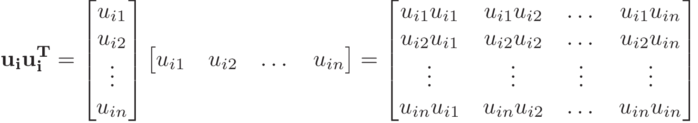 $$\mathbf{u_i}\mathbf{u_i^T} = \begin{bmatrix} u_{i1} \\ u_{i2} \\ \vdots \\ u_{in} \end{bmatrix} \begin{bmatrix} u_{i1} & u_{i2} & \dots & u_{in} \end{bmatrix} = \begin{bmatrix} u_{i1}u_{i1} & u_{i1}u_{i2} & \dots & u_{i1}u_{in} \\ u_{i2}u_{i1} & u_{i2}u_{i2} & \dots & u_{i2}u_{in} \\ \vdots & \vdots & \vdots & \vdots \\ u_{in}u_{i1} & u_{in}u_{i2} & \dots & u_{in}u_{in} \end{bmatrix}$$